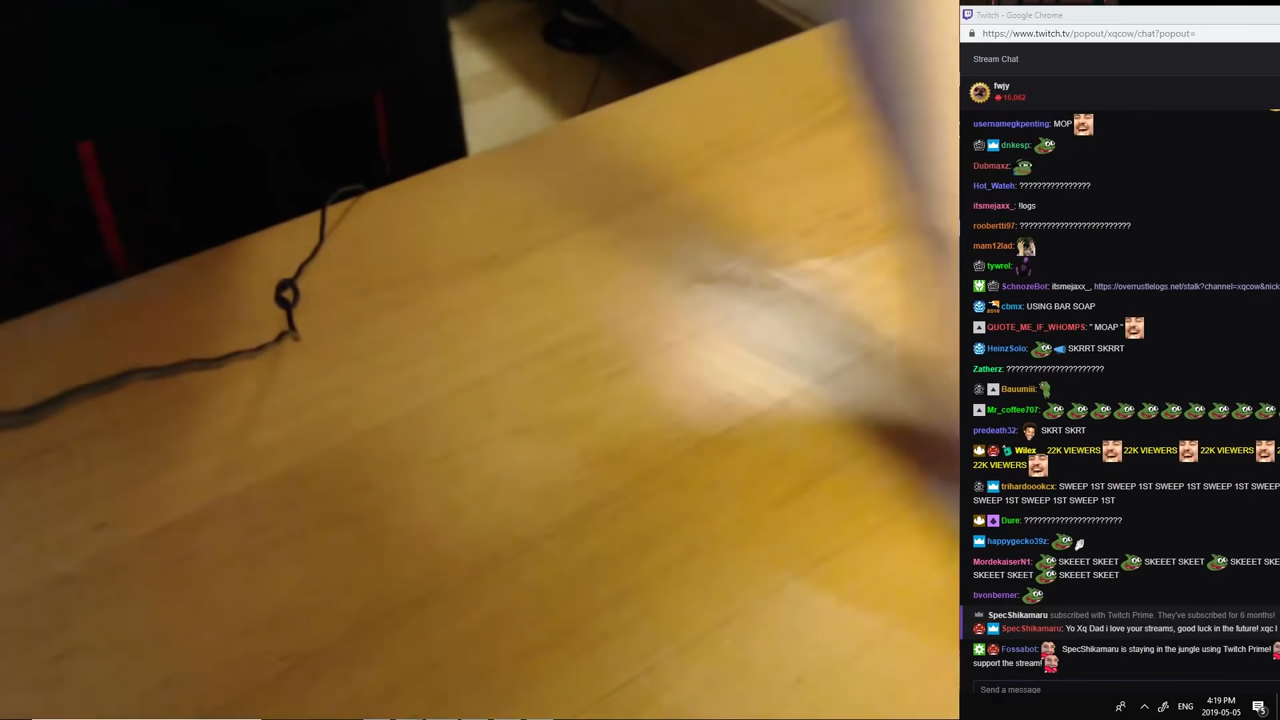 Twitch - Google Chrome
https://www.twitch.tv/popout/xqcow/chat?popout=
Stream Chat
fwjy
15,062
usernamegkpenting: MOP
dnkesp:
Dubmaxz:
Hot_Wateh: ????????????????
itsmejaxx_: !logs
roobertti97: ?????????????????????????
mam12lad:
tywrel:
SchnozeBot: itsmejaxx_, https://overrustlelogs.net/stalk?channel=xqcow&nick
cbmx: USING BAR SOAP
QUOTE_ME_IF_WHOMPS: " MOAP "
HeinzSolo: SKRRT SKRRT
Zatherz: ??????????????????????
Bauumiii:
Mr_coffee707:
predeath32: SKRT SKRT
Wilex__ 22K VIEWERS 22K VIEWERS 22K VIEWERS
22K VIEWERS
trihardoookcx: SWEEP 1ST SWEEP 1ST SWEEP 1ST SWEEP 1ST SWEEP
SWEEP 1ST SWEEP 1ST SWEEP 1ST
Dure: ??????????????????????
happygecko39z:
MordekaiserN1: SKEEET SKEET SKEEET SKEET SKEEET SKE
SKEEET SKEET SKEEET SKEET
bvonberner:
SpecShikamaru subscribed with Twitch Prime. They've subscribed for 6 months!
SpecShikamaru: Yo Xq Dad i love your streams, good luck in the future! xqc l
Fossabot: SpecShikamaru is staying in the jungle using Twitch Prime!
support the stream!
Send a message
4:19 PM
ENG
2019-05-05
5